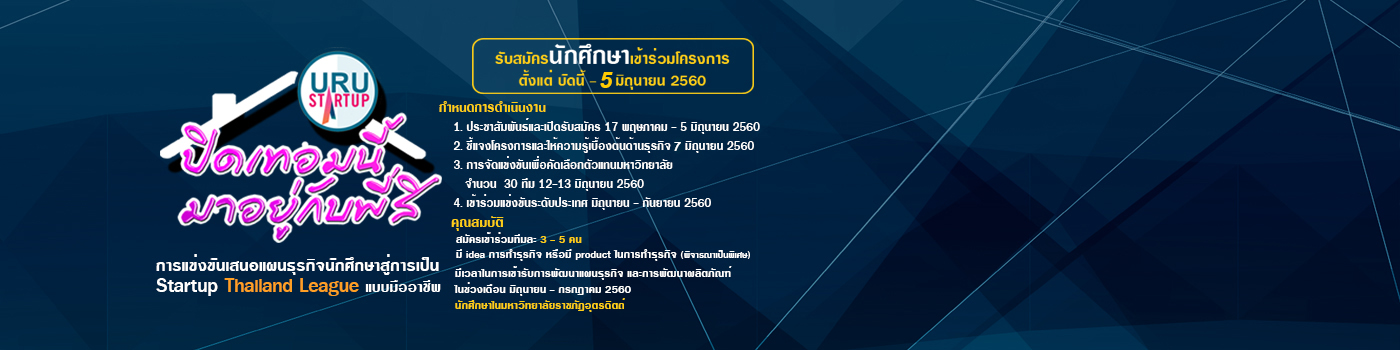 URU
STARTUP
ปิดเทอมนี้
มาอยู่กับพี่สิ
การแข่งขันเสนอแผนธุรกิจนักศึกษาสู่การเป็น
Startup Thailand League แบบมืออาชีพ
รับสมัครนักศึกษาเข้าร่วมโครงการ
ตั้งแต่ บัดนี้ - 5 มิถุนายน 2560
กำหนดการดำเนินงาน
1. ประชาสัมพันธ์และเปิดรับสมัคร 17 พฤษภาคม - 5 มิถุนายน 2560
2. ชี้แจงโครงการและให้ความรู้เบื้องต้นด้านธุรกิจ 7 มิถุนายน 2560
3. การจัดแข่งขันเพื่อคัดเลือกตัวแทนมหาวิทยาลัย
จำนวน 30 ทีม 12-13 มิถุนายน 2560
4. เข้าร่วมแข่งขันระดับประเทศ มิถุนายน - กันยายน 2560
คุณสมบัติ
สมัครเข้าร่วมทีมละ 3 - 5 คน
มี idea การทำธุรกิจ หรือมี product ในการทำธุรกิจ (พิจารณาเป็นพิเศษ)
มีเวลาในการเข้ารับการพัฒนาแผนธุรกิจ และการพัฒนาผลิตภัณฑ์
ในช่วงเดือน มิถุนายน - กรกฎาคม 2560
นักศึกษาในมหาวิทยาลัยราชภัฏอุตรดิตถ์